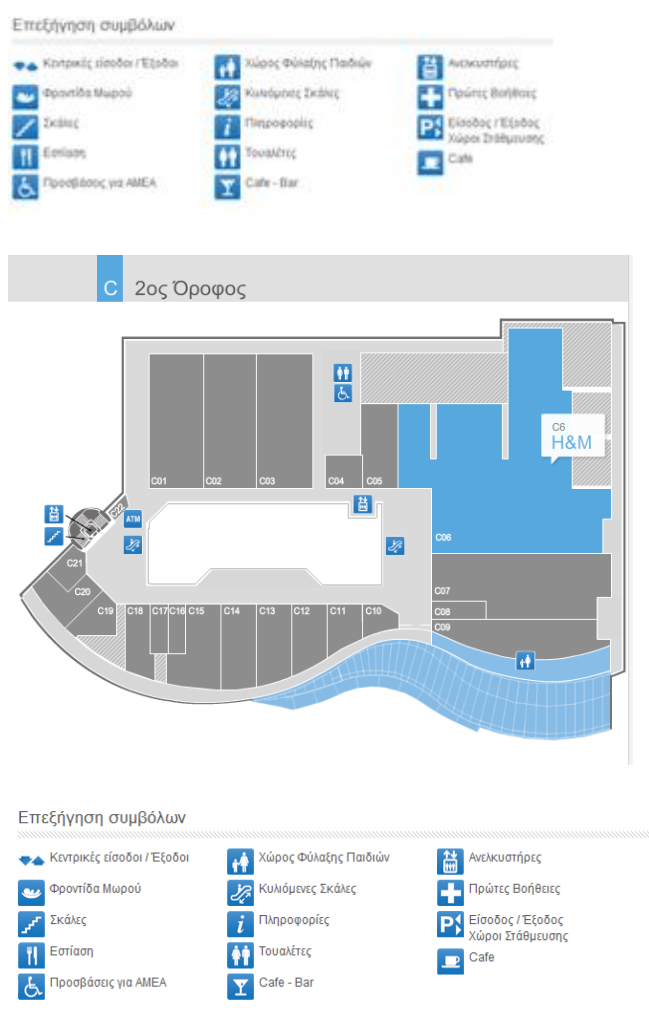 Επεξήγηση συμβόλων
Κεντρικές είσοδοι / Έξοδοι
Χώρος Φύλαξης Παιδιών
Ανελκυστήρες
Φροντίδα Μωρού
Κυλιόμενες Σκάλες
Πρώτες Βοήθειες
Σκάλες
Πληροφορίες
Είσοδος / Έξοδος
Χώροι Στάθμευσης
Εστίαση
Τουαλέτες
Cafe
Προσβάσεις για ΑΜΕΑ
Cafe - Bar
C 2ος Όροφος
C6
H&M
C01 C02 C03 C04 C05
C22
ATM
C06
C21
C07
C20
C08
C19 C18 C17 C16 C15 C14 C13 C12 C11 C10
C09
Επεξήγηση συμβόλων
Κεντρικές είσοδοι / Έξοδοι
Χώρος Φύλαξης Παιδιών
Ανελκυστήρες
Φροντίδα Μωρού
Κυλιόμενες Σκάλες
Πρώτες Βοήθειες
Σκάλες
Πληροφορίες
Είσοδος / Έξοδος
Χώροι Στάθμευσης
Εστίαση
Τουαλέτες
Cafe
Προσβάσεις για ΑΜΕΑ
Cafe - Bar